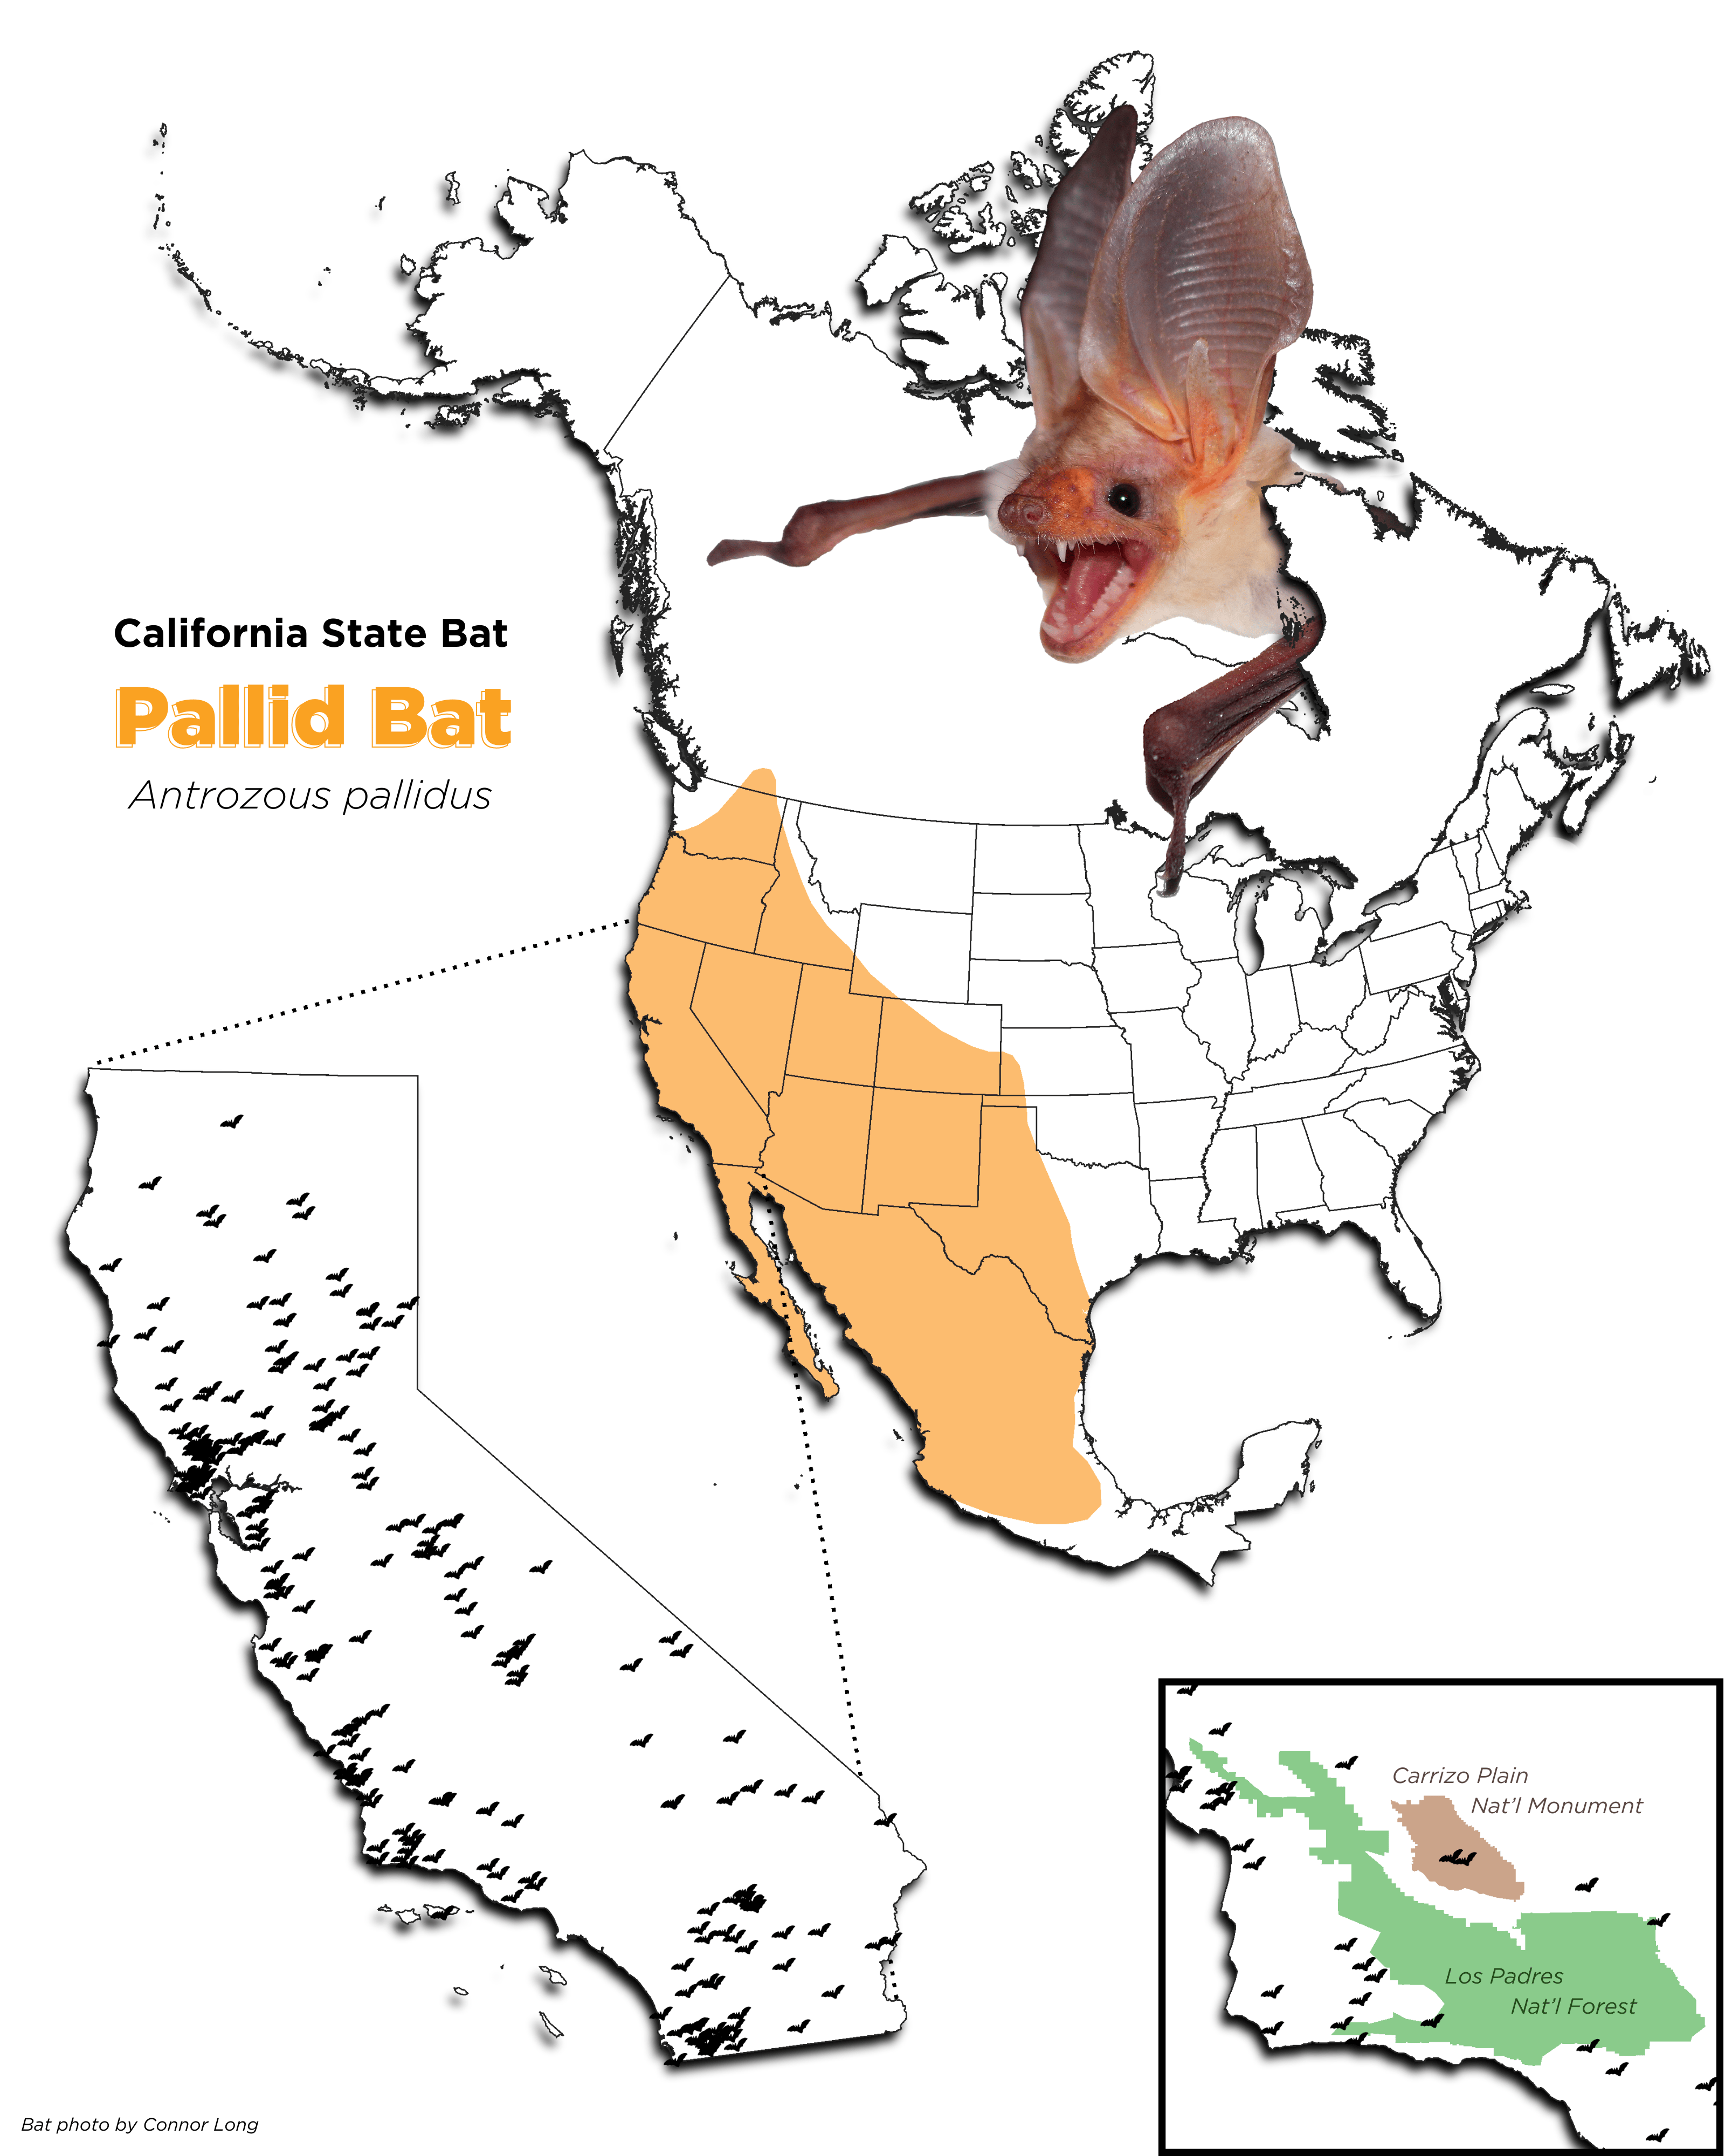 California State Bat
Pallid Bat
Antrozous pallidus
Carrizo Plain
Nat'l Monument
Los Padres
Nat'l Forest
Bat photo by Connor Long